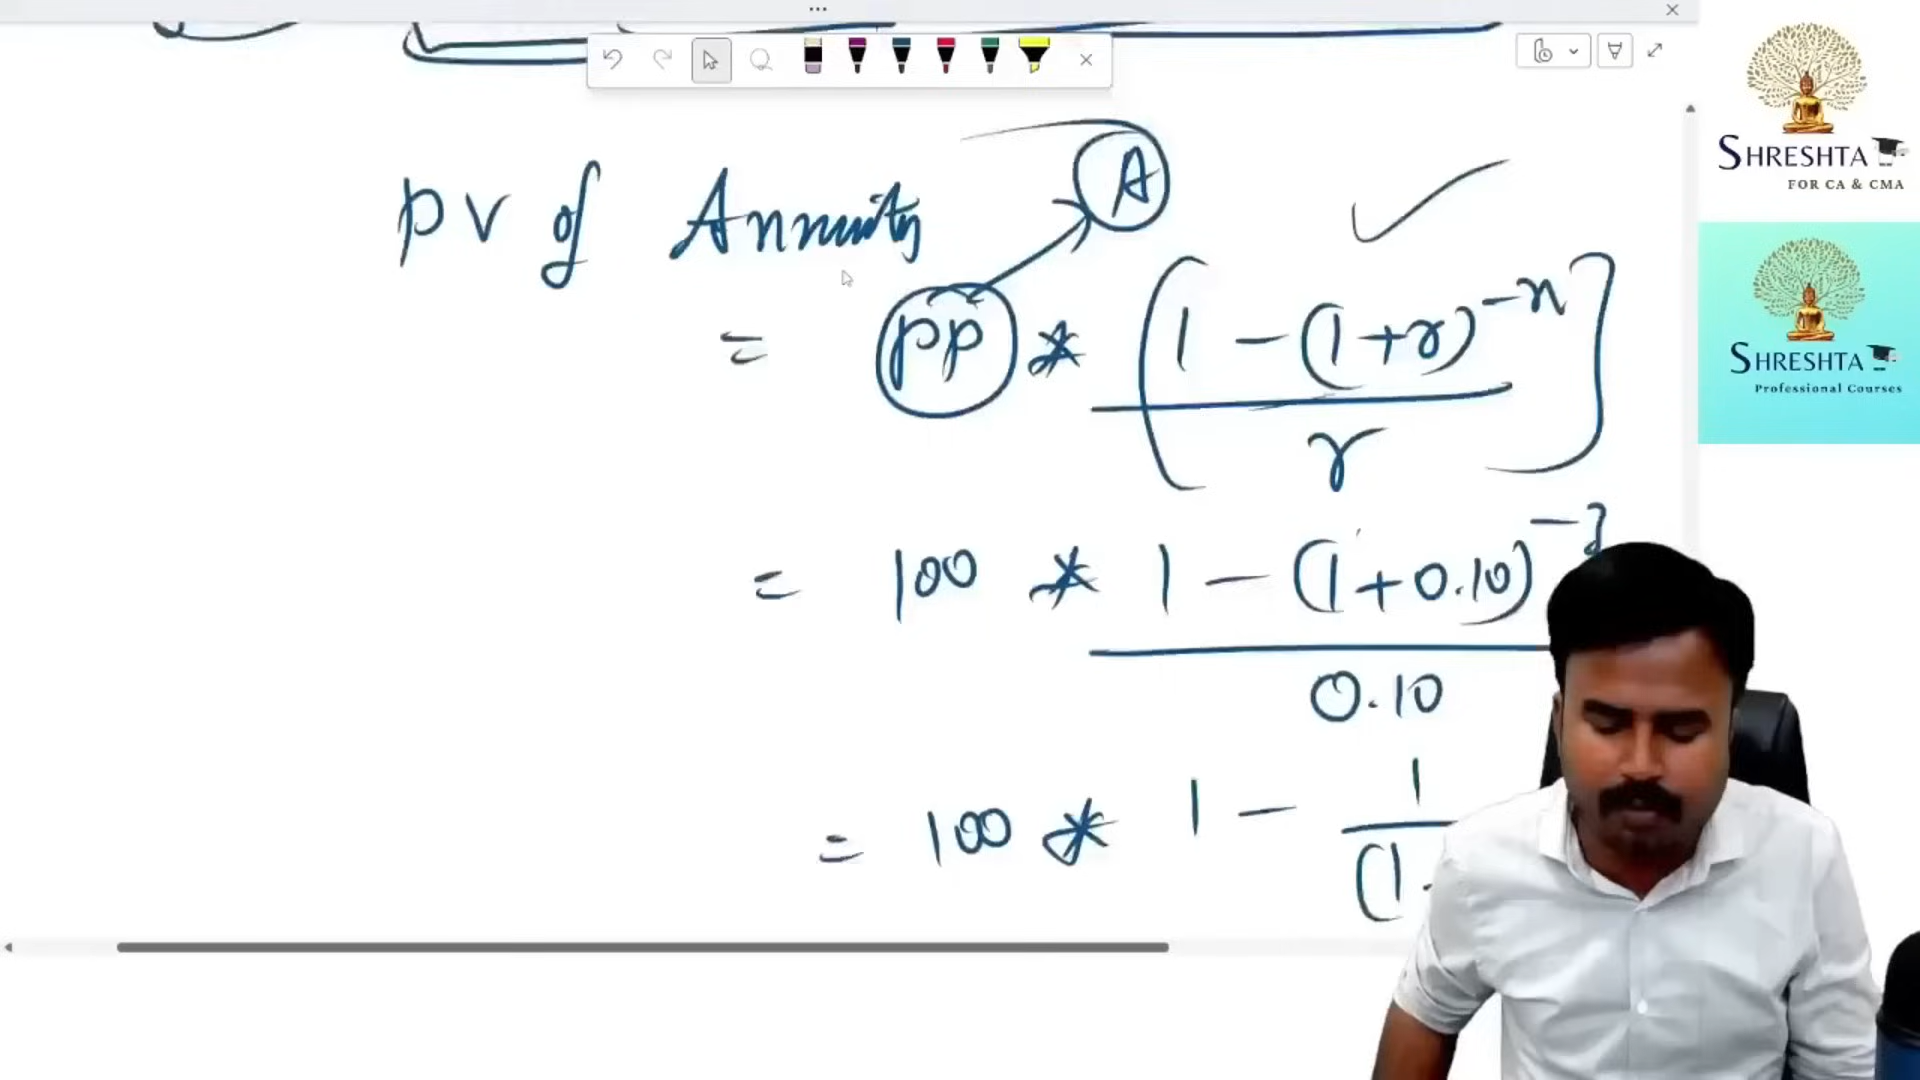 SHRESHTA
FOR CA & CMA
SHRESHTA
Professional Courses
PV of Annuity
A
= PP * [1 - (1+r)^-n / r]
= 100 * 1 - (1+0.10)^-3 / 0.10
= 100 * 1 - 1 / (1.